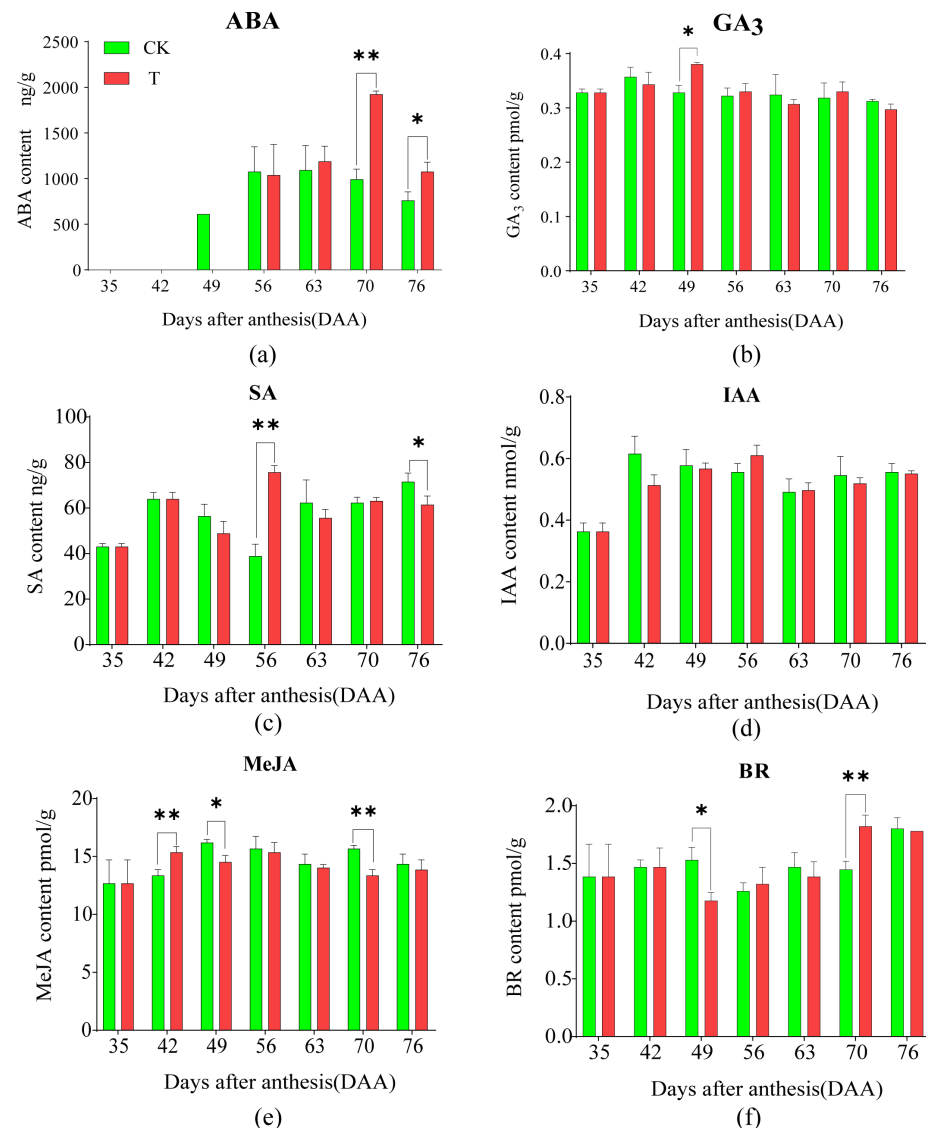 ABA
CK
T
ABA content ng/g
2500
2000
1500
1000
500
0
**
*
35 42 49 56 63 70 76
Days after anthesis(DAA)
(a)
GA3
GA3 content pmol/g
0.4
0.3
0.2
0.1
0.0
*
35 42 49 56 63 70 76
Days after anthesis(DAA)
(b)
SA
SA content ng/g
100
80
60
40
20
0
**
*
35 42 49 56 63 70 76
Days after anthesis(DAA)
(c)
IAA
IAA content nmol/g
0.8
0.6
0.4
0.2
0.0
35 42 49 56 63 70 76
Days after anthesis(DAA)
(d)
MeJA
MeJA content pmol/g
20
15
10
5
0
**
*
**
35 42 49 56 63 70 76
Days after anthesis(DAA)
(e)
BR
BR content pmol/g
2.0
1.5
1.0
0.5
0.0
*
**
35 42 49 56 63 70 76
Days after anthesis(DAA)
(f)